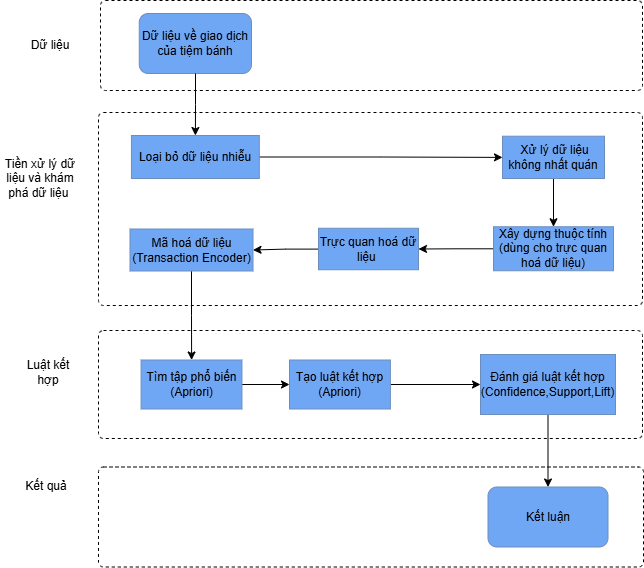 Dữ liệu
Dữ liệu về giao dịch
của tiệm bánh
Tiền xử lý dữ
liệu và khám
phá dữ liệu
Loại bỏ dữ liệu nhiễu
Xử lý dữ liệu
không nhất quán
Mã hoá dữ liệu
(Transaction Encoder)
Trực quan hoá dữ
liệu
Xây dựng thuộc tính
(dùng cho trực quan
hoá dữ liệu)
Luật kết
hợp
Tìm tập phổ biến
(Apriori)
Tạo luật kết hợp
(Apriori)
Đánh giá luật kết hợp
(Confidence,Support,Lift)
Kết quả
Kết luận